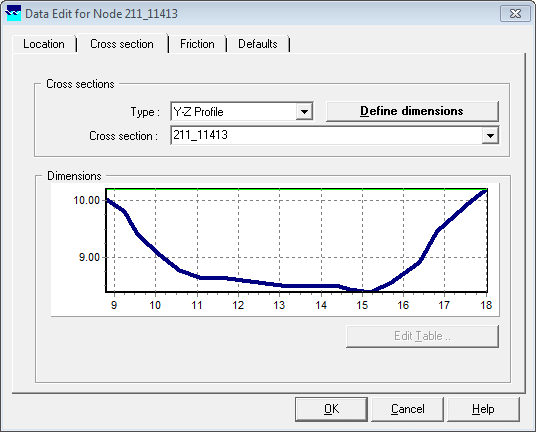 Data Edit for Node 211_11413
Location Cross section Friction Defaults
Cross sections
Type : Y-Z Profile Define dimensions
Cross section : 211_11413
Dimensions
10.00
9.00
9 10 11 12 13 14 15 16 17 18
Edit Table ..
OK Cancel Help